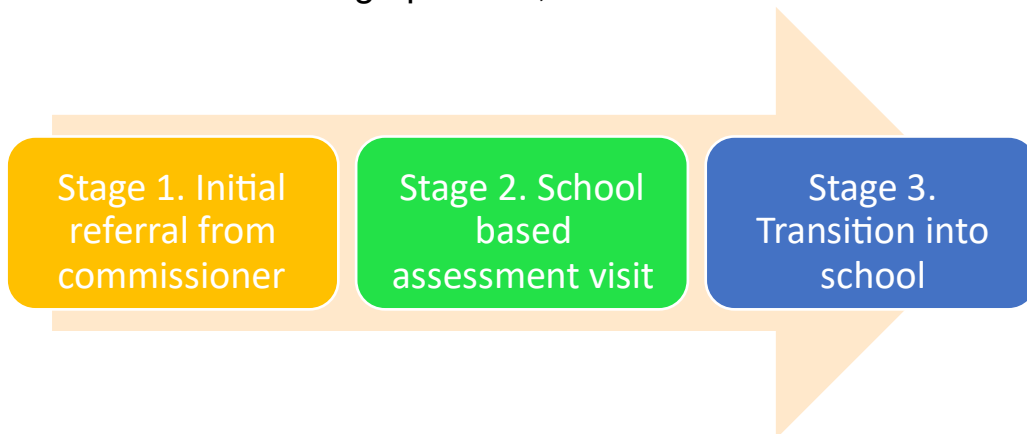 Stage 1. Initial
referral from
commissioner
Stage 2. School
based
assessment visit
Stage 3.
Transition into
school